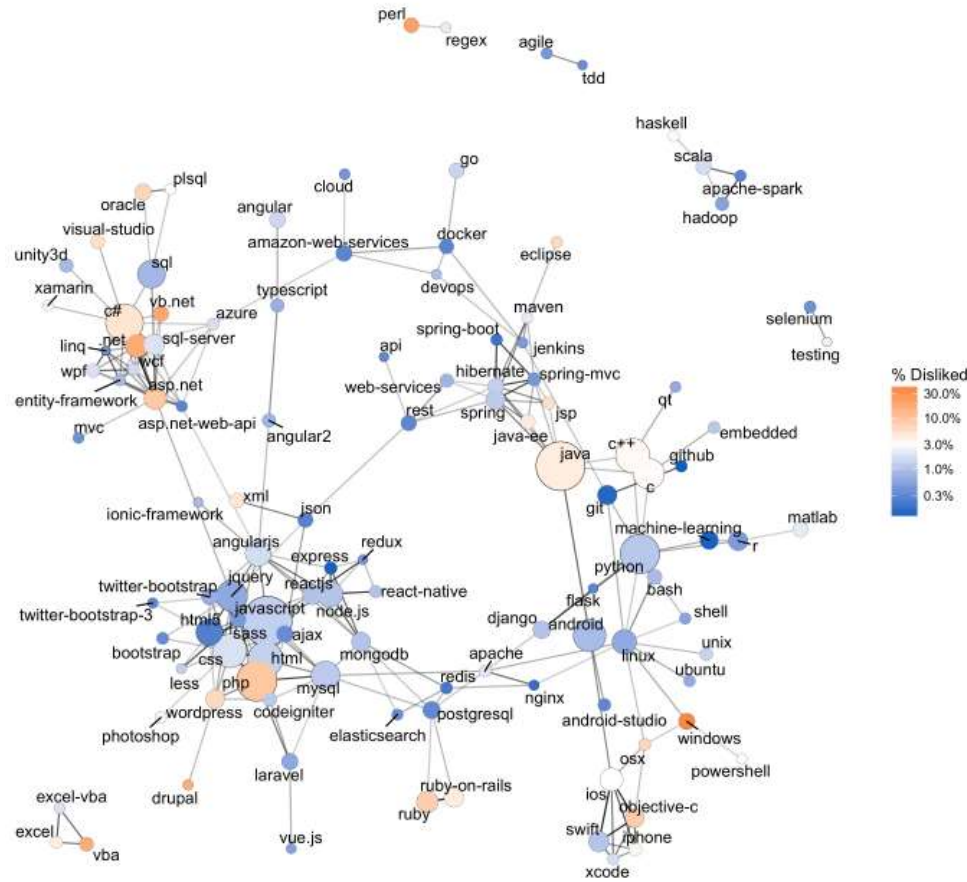 perl
regex
agile
tdd
haskell
scala
apache-spark
hadoop
go
cloud
plsql
oracle
angular
visual-studio
amazon-web-services
docker
eclipse
unity3d
sql
devops
xamarin
typescript
maven
vb.net
c#
azure
spring-boot
selenium
linq
.net
sql-server
api
jenkins
testing
wcf
hibernate
spring-mvc
wpf
asp.net
web-services
entity-framework
rest
spring
jsp
qt
mvc
asp.net-web-api
angular2
java-ee
c++
embedded
java
github
c
xml
json
git
ionic-framework
machine-learning
matlab
angularjs
express
redux
r
python
twitter-bootstrap
jquery
reactjs
react-native
flask
bash
twitter-bootstrap-3
html5
javascript
node.js
django
android
shell
sass
ajax
bootstrap
css
html
mongodb
apache
linux
unix
less
php
mysql
redis
ubuntu
wordpress
codeigniter
nginx
photoshop
postgresql
android-studio
elasticsearch
windows
laravel
osx
powershell
drupal
ruby-on-rails
ios
excel-vba
ruby
objective-c
excel
swift
iphone
vba
vue.js
xcode
% Disliked
30.0%
10.0%
3.0%
1.0%
0.3%